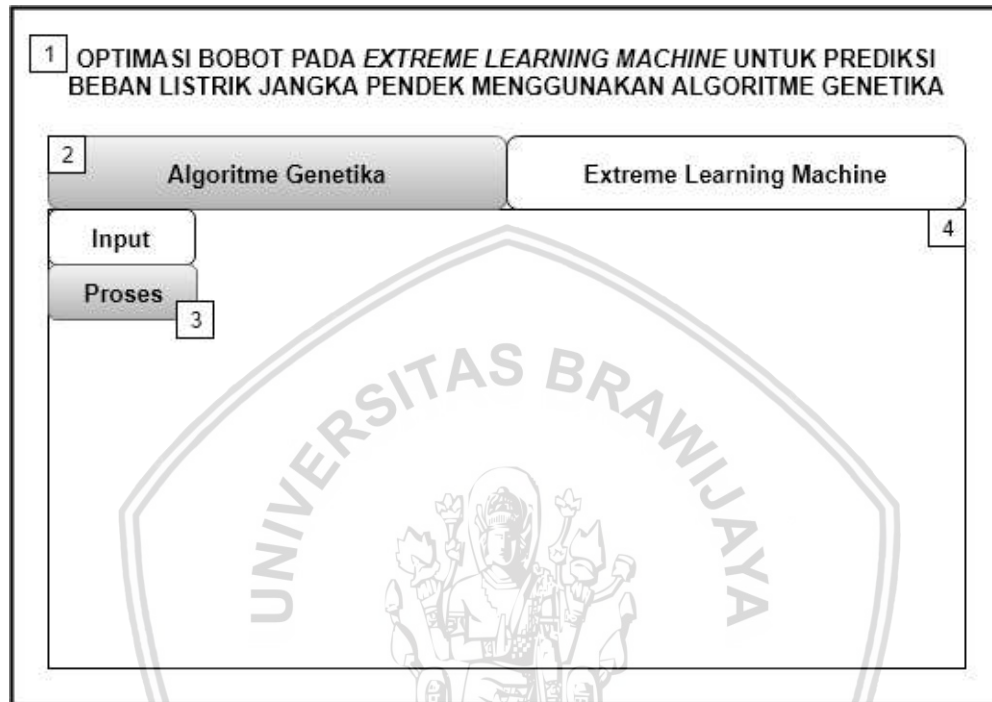 1
OPTIMASI BOBOT PADA EXTREME LEARNING MACHINE UNTUK PREDIKSI
BEBAN LISTRIK JANGKA PENDEK MENGGUNAKAN ALGORITME GENETIKA
2
Algoritme Genetika
Extreme Learning Machine
Input
4
Proses
3
UNIVERSITAS BRAWIJAYA